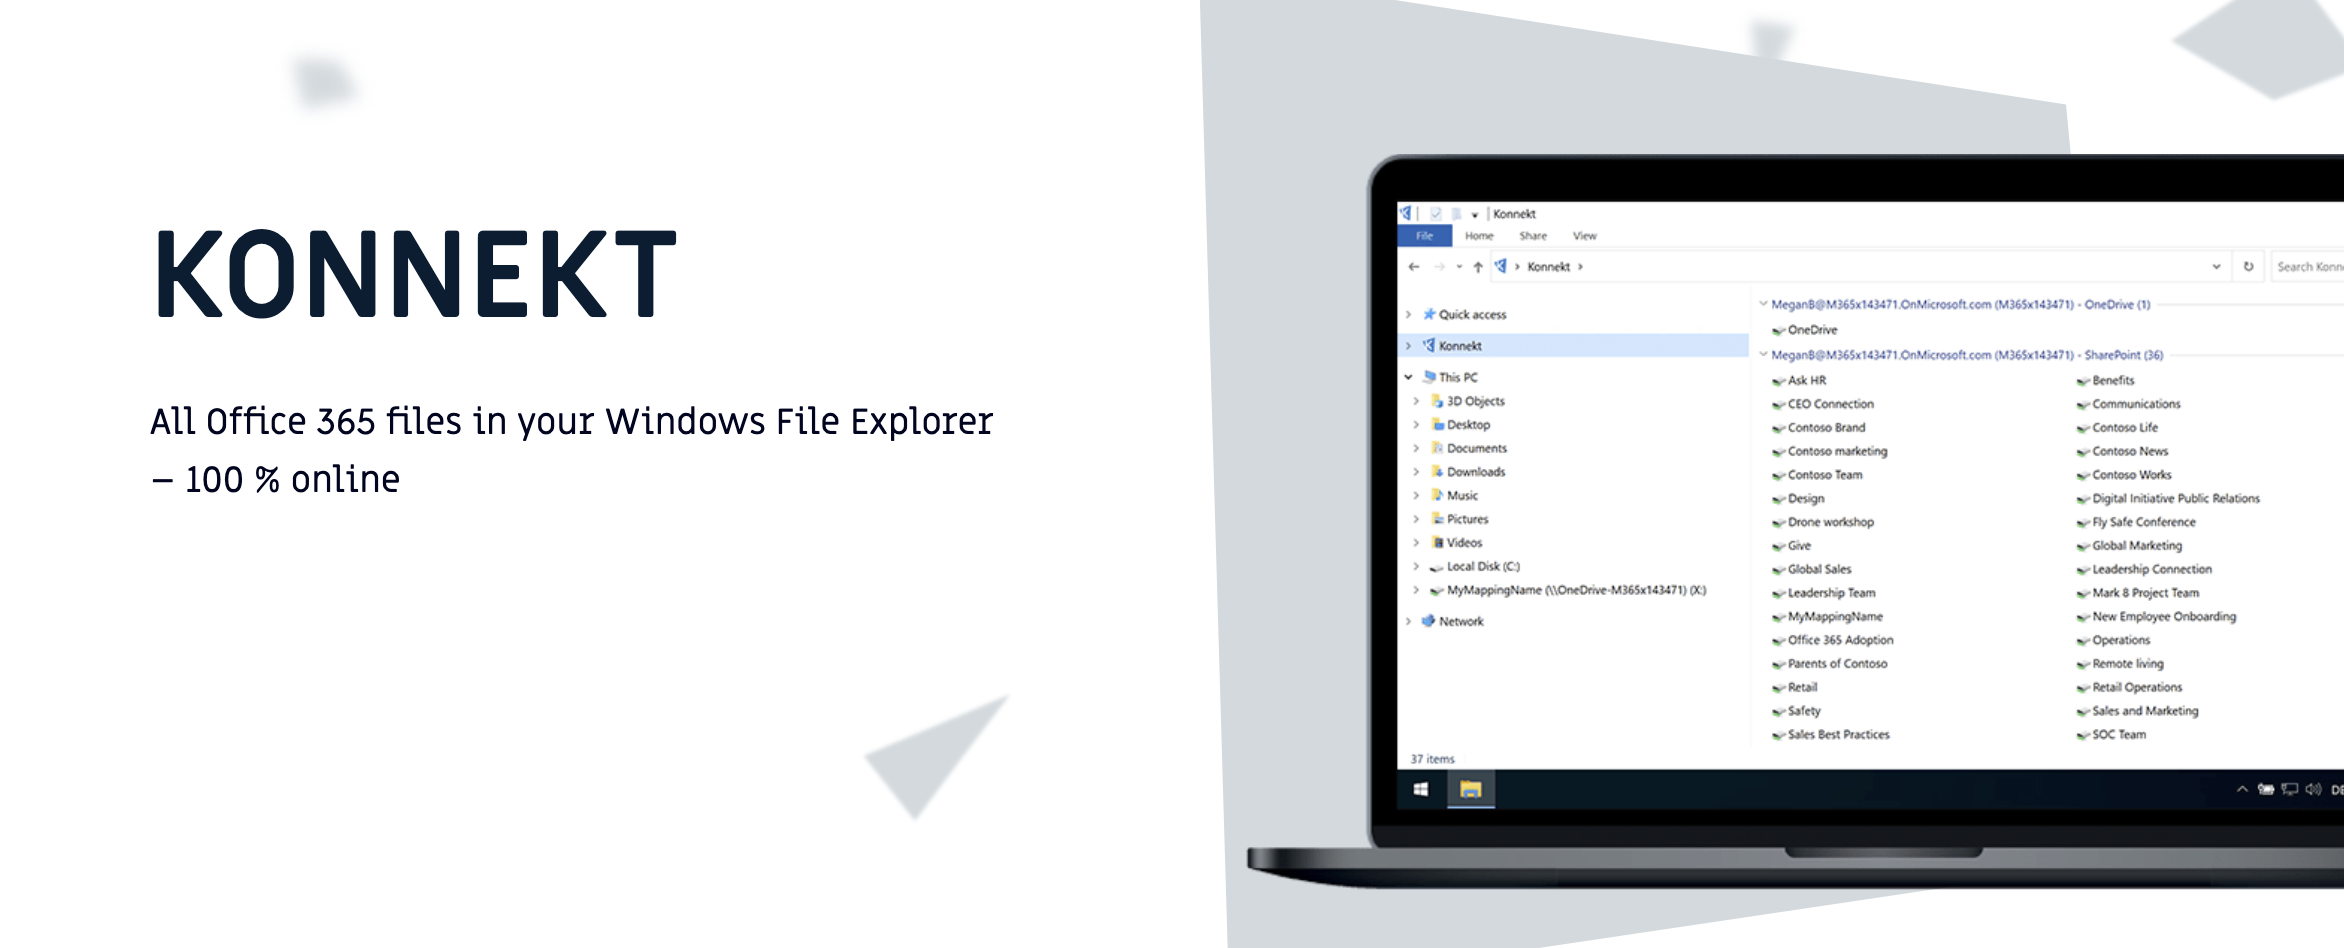 KONNEKT
All Office 365 files in your Windows File Explorer
– 100 % online
Konnekt
File Home Share View
Konnekt
Search
MeganB@M365x143471.OnMicrosoft.com (M365x143471) - OneDrive (1)
OneDrive
MeganB@M365x143471.OnMicrosoft.com (M365x143471) - SharePoint (36)
Quick access
Konnekt
This PC
3D Objects
Desktop
Documents
Downloads
Music
Pictures
Videos
Local Disk (C:)
MyMappingName (\\OneDrive-M365x143471) (X:)
Network
Ask HR
CEO Connection
Contoso Brand
Contoso marketing
Contoso Team
Design
Drone workshop
Give
Global Sales
Leadership Team
MyMappingName
Office 365 Adoption
Parents of Contoso
Retail
Safety
Sales Best Practices
Benefits
Communications
Contoso Life
Contoso News
Contoso Works
Digital Initiative Public Relations
Fly Safe Conference
Global Marketing
Leadership Connection
Mark 8 Project Team
New Employee Onboarding
Operations
Remote living
Retail Operations
Sales and Marketing
SOC Team
37 items